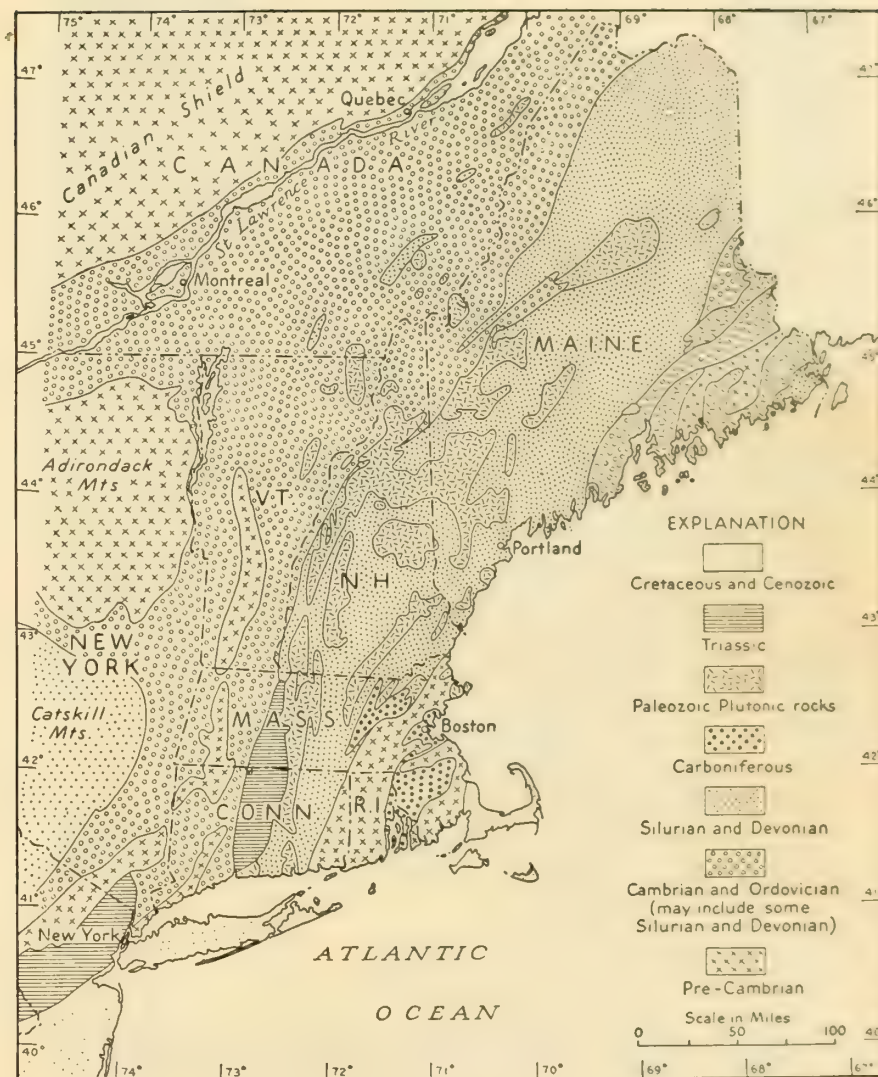 75° 74° 73° 72° 71° 69° 68° 67°
47°
Quebec
Canadian Shield
River
CANADA
46°
St Lawrence
Montreal
MAINE
45°
Adirondack
Mts
44°
VT.
EXPLANATION
Portland
Cretaceous and Cenozoic
NH
43°
NEW
YORK
Triassic
Paleozoic Plutonic rocks
Catskill
Mts.
MASS
Boston
42°
Carboniferous
CONN
RI
Silurian and Devonian
41°
Cambrian and Ordovician
(may include some
Silurian and Devonian)
New York
ATLANTIC
OCEAN
Pre-Cambrian
Scale in Miles
0 50 100
40°
74° 73° 72° 71° 70° 69° 68°